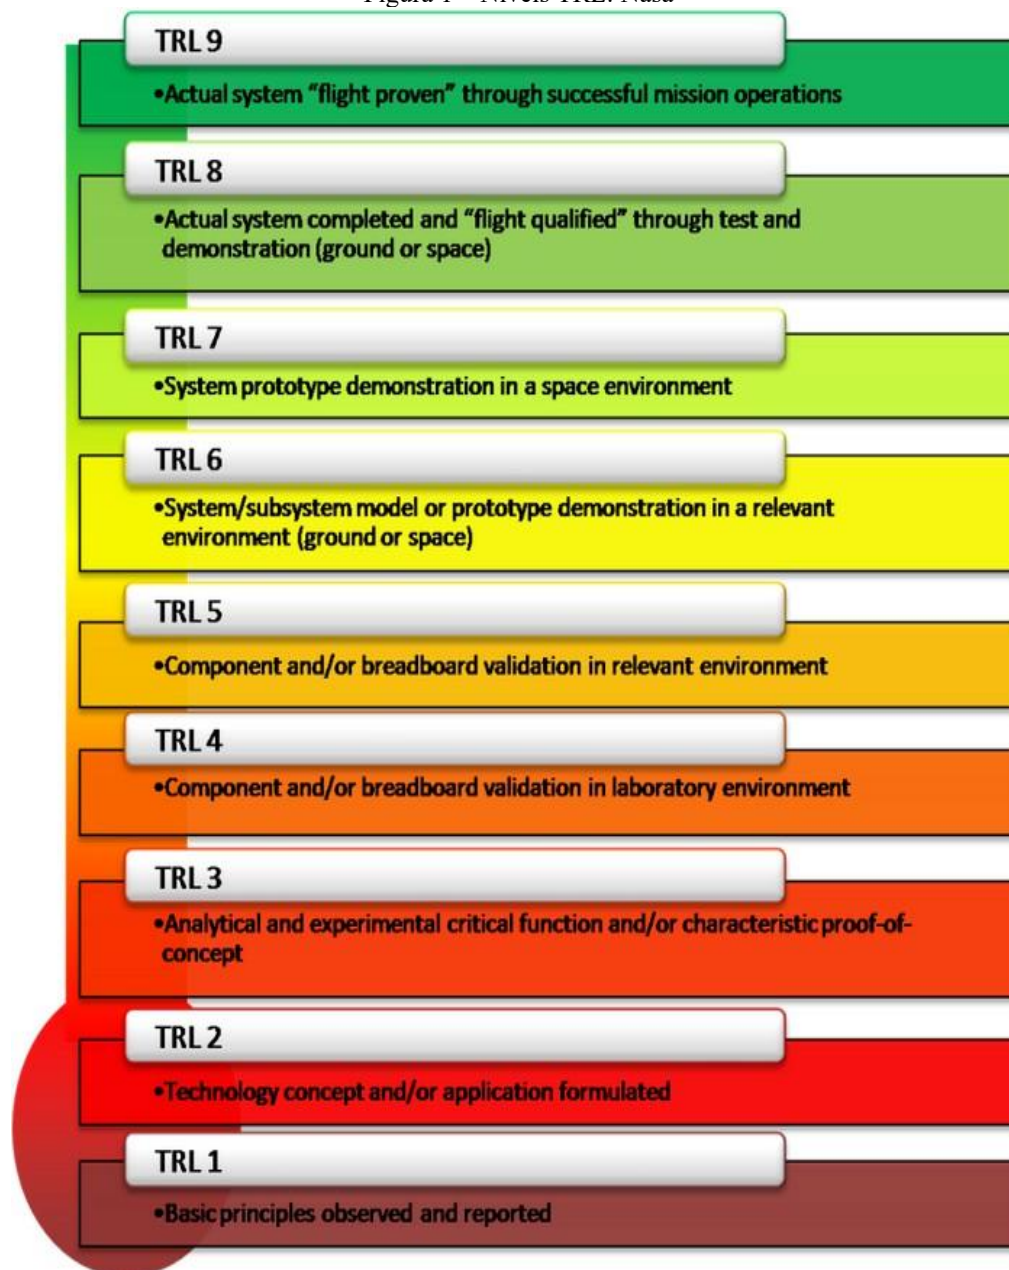 Figura 1 – Níveis TRL: Nasa
TRL 9
•Actual system “flight proven” through successful mission operations
TRL 8
•Actual system completed and “flight qualified” through test and
demonstration (ground or space)
TRL 7
•System prototype demonstration in a space environment
TRL 6
•System/subsystem model or prototype demonstration in a relevant
environment (ground or space)
TRL 5
•Component and/or breadboard validation in relevant environment
TRL 4
•Component and/or breadboard validation in laboratory environment
TRL 3
•Analytical and experimental critical function and/or characteristic proof-of-
concept
TRL 2
•Technology concept and/or application formulated
TRL 1
•Basic principles observed and reported